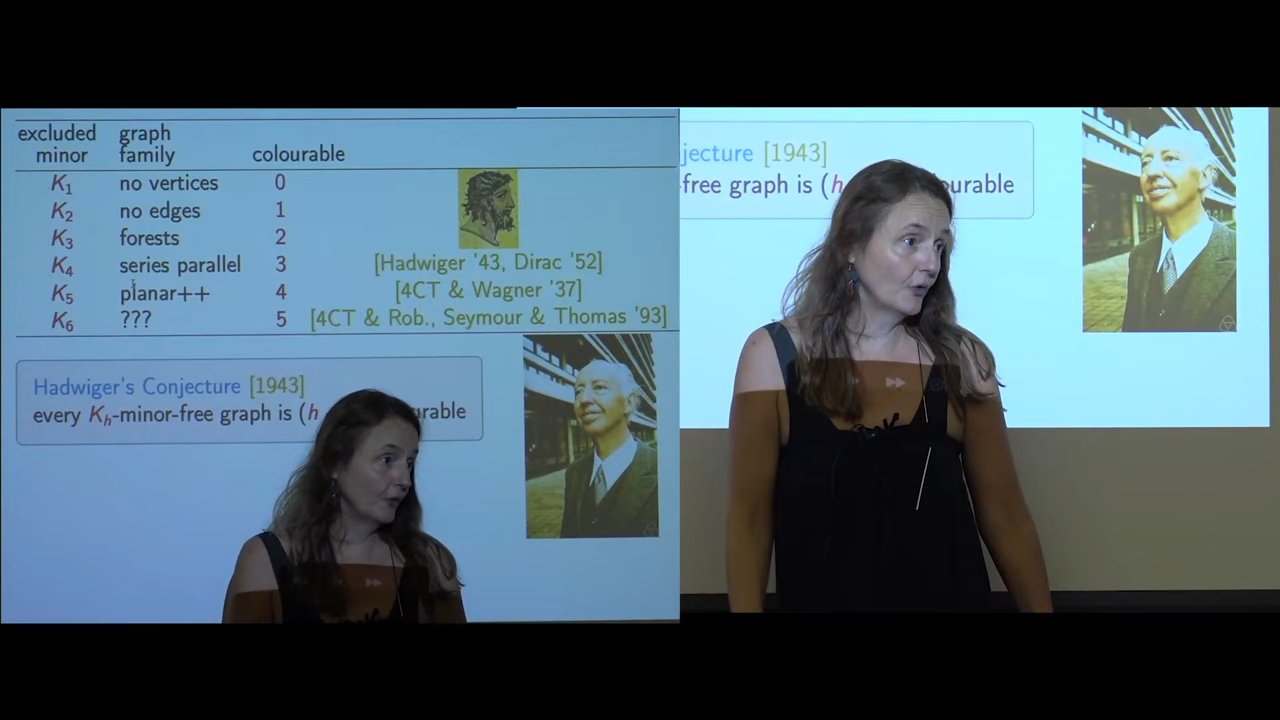 excluded minor graph family colourable
K1 no vertices 0
K2 no edges 1
K3 forests 2
K4 series parallel 3 [Hadwiger '43, Dirac '52]
K5 planar++ 4 [4CT & Wagner '37]
K6 ??? 5 [4CT & Rob., Seymour & Thomas '93]
Hadwiger's Conjecture [1943]
every Kh-minor-free graph is (h urable
jecture [1943]
-free graph is (h ourable